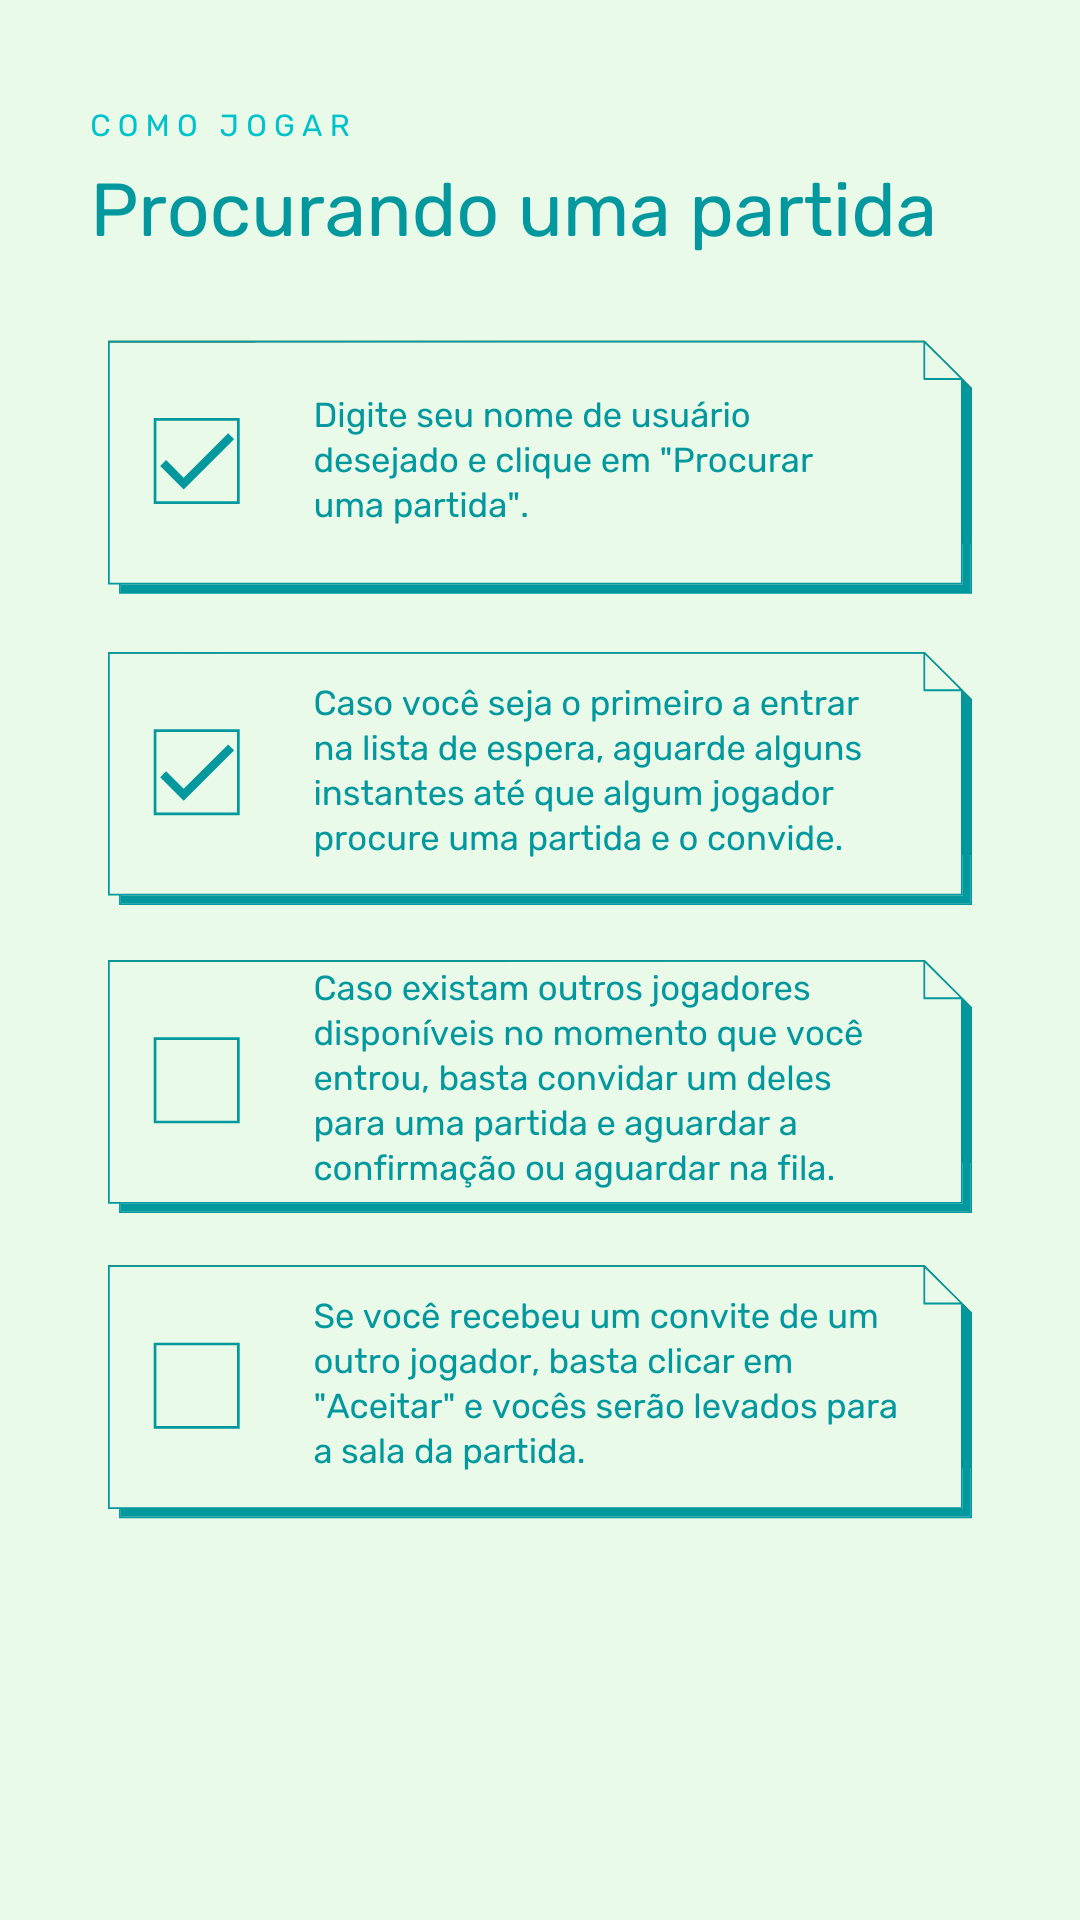 COMO JOGAR
Procurando uma partida
Digite seu nome de usuário
desejado e clique em "Procurar
uma partida".
Caso você seja o primeiro a entrar
na lista de espera, aguarde alguns
instantes até que algum jogador
procure uma partida e o convide.
Caso existam outros jogadores
disponíveis no momento que você
entrou, basta convidar um deles
para uma partida e aguardar a
confirmação ou aguardar na fila.
Se você recebeu um convite de um
outro jogador, basta clicar em
"Aceitar" e vocês serão levados para
a sala da partida.